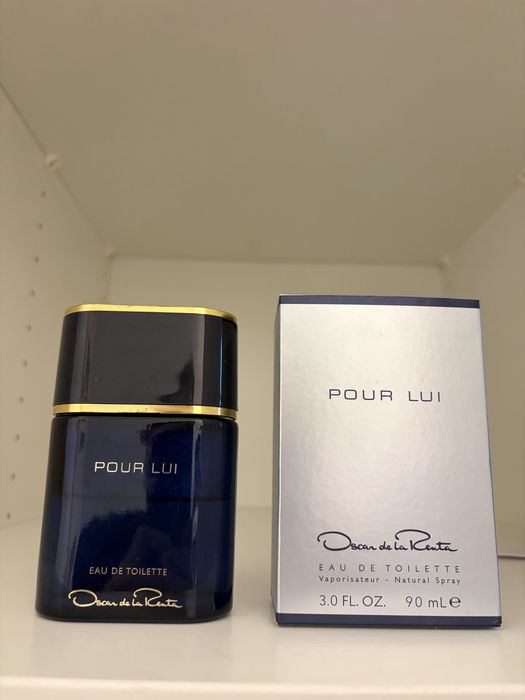 POUR LUI
EAU DE TOILETTE
Oscar de la Renta
POUR LUI
Oscar de la Renta
EAU DE TOILETTE
Vaporisateur - Natural Spray
3.0 FL. OZ. 90 mL ℮